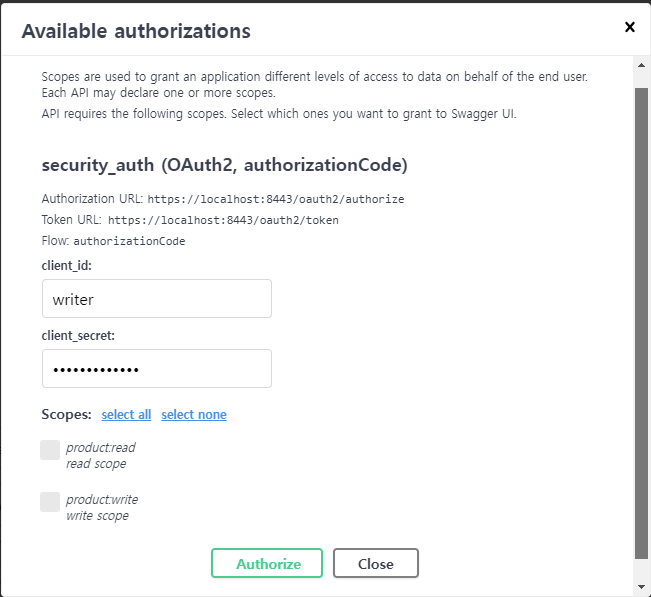 Available authorizations
Scopes are used to grant an application different levels of access to data on behalf of the end user.
Each API may declare one or more scopes.
API requires the following scopes. Select which ones you want to grant to Swagger UI.
security_auth (OAuth2, authorizationCode)
Authorization URL: https://localhost:8443/oauth2/authorize
Token URL: https://localhost:8443/oauth2/token
Flow: authorizationCode
client_id:
writer
client_secret:
•••••••••••••
Scopes: select all select none
product:read
read scope
product:write
write scope
Authorize Close